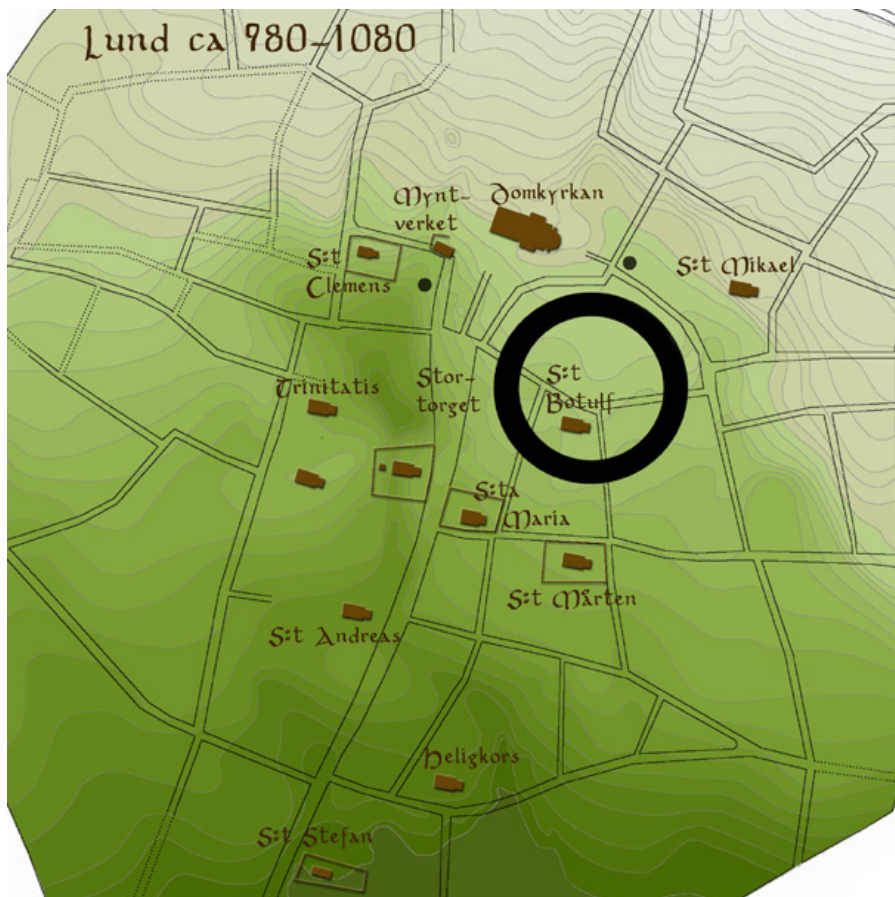 Lund ca 980-1080
Mynt-
verket
Domkyrkan
S:t
Clemens
S:t Mikael
Trinitatis
Stor-
torget
S:t
Botulf
S:ta
Maria
S:t Mårten
S:t Andreas
Heligkors
S:t Stefan